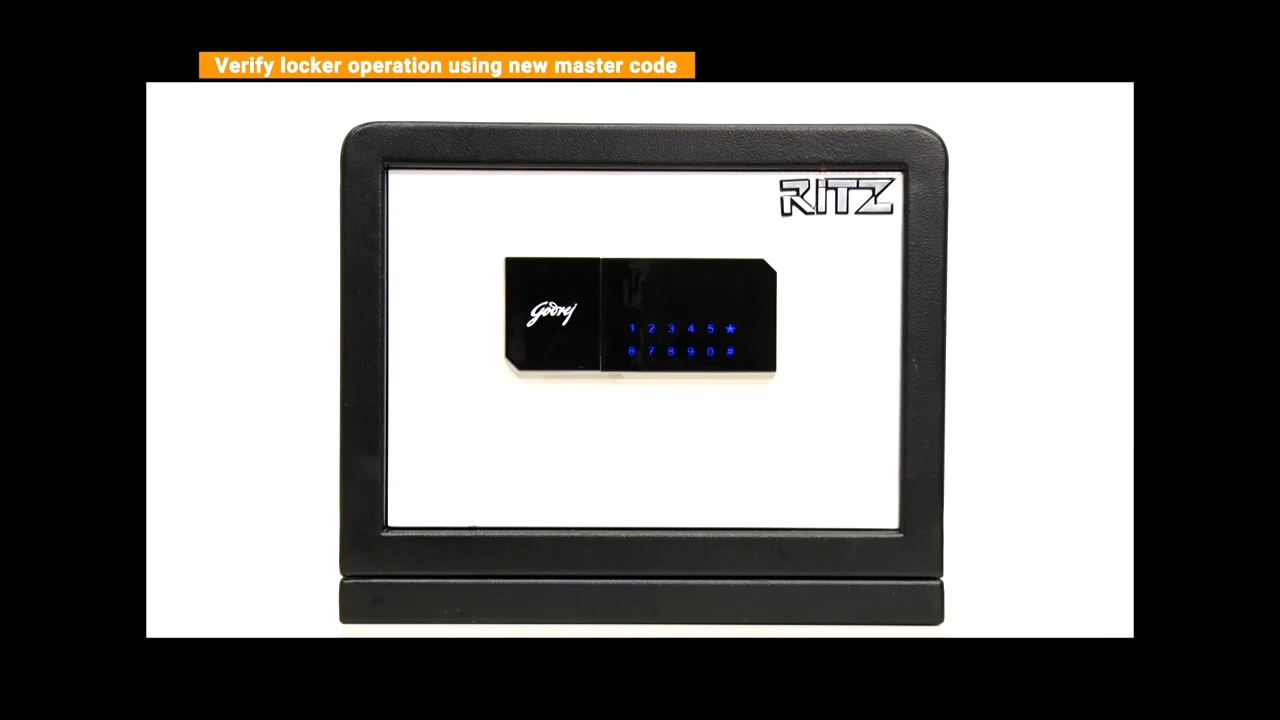 Verify locker operation using new master code
RITZ
Godrej
1 2 3 4 5 *
6 7 8 9 0 #